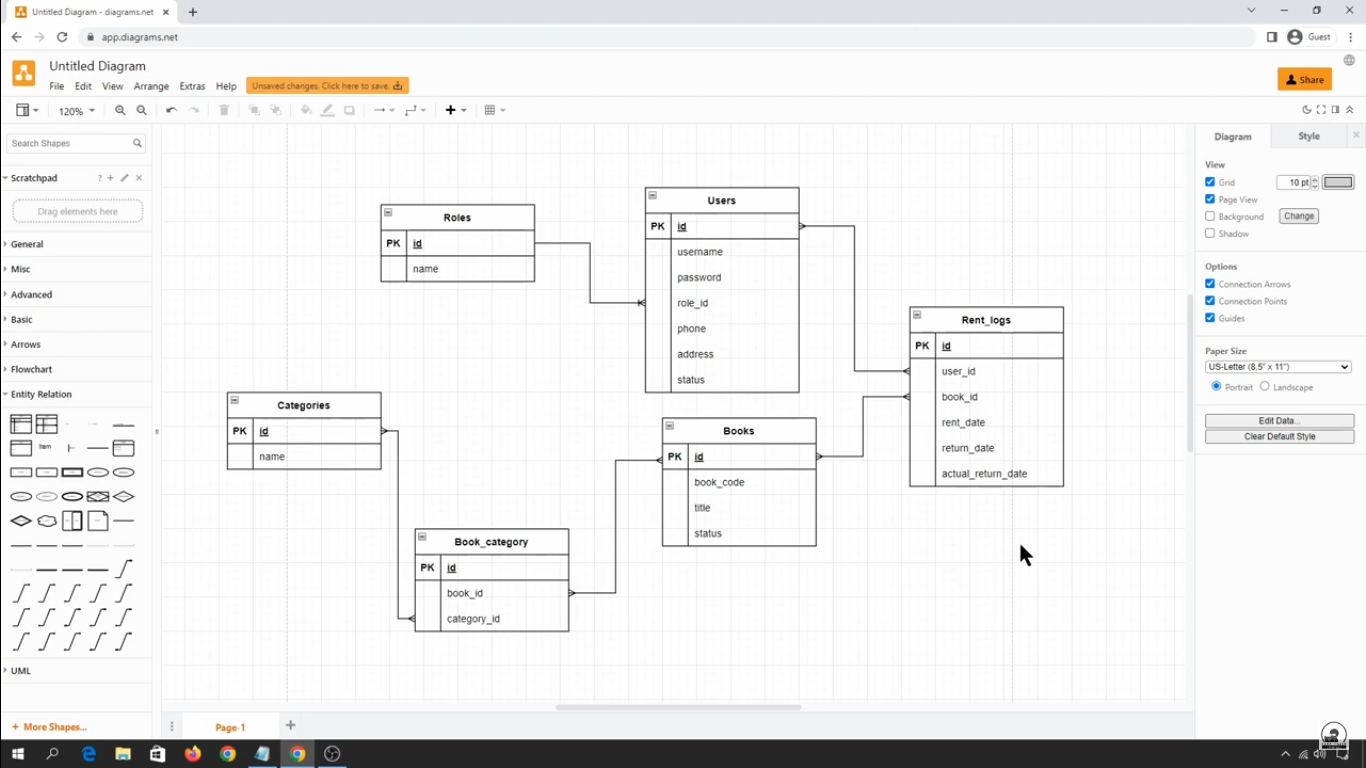 Untitled Diagram - diagrams.net
app.diagrams.net
Guest
Untitled Diagram
File Edit View Arrange Extras Help Unsaved changes. Click here to save.
Share
120%
Search Shapes
Scratchpad
Drag elements here
General
Misc
Advanced
Basic
Arrows
Flowchart
Entity Relation
Item
UML
+ More Shapes...
Roles
PK id
name
Users
PK id
username
password
role_id
phone
address
status
Rent_logs
PK id
user_id
book_id
rent_date
return_date
actual_return_date
Categories
PK id
name
Books
PK id
book_code
title
status
Book_category
PK id
book_id
category_id
Diagram Style
View
Grid 10 pt
Page View
Background Change
Shadow
Options
Connection Arrows
Connection Points
Guides
Paper Size
US-Letter (8,5" x 11")
Portrait Landscape
Edit Data...
Clear Default Style
Page-1